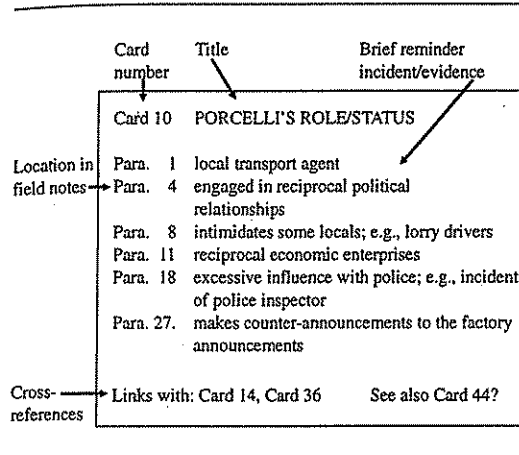 Card Title Brief reminder
number incident/evidence
Card 10 PORCELLI'S ROLE/STATUS
Location in Para. 1 local transport agent
field notes Para. 4 engaged in reciprocal political
relationships
Para. 8 intimidates some locals; e.g., lorry drivers
Para. 11 reciprocal economic enterprises
Para. 18 excessive influence with police; e.g., incident
of police inspector
Para. 27. makes counter-announcements to the factory
announcements
Cross- Links with: Card 14, Card 36 See also Card 44?
references